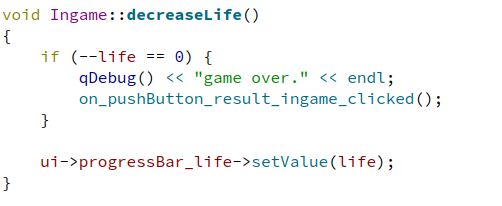 void Ingame::decreaseLife()
{
    if (--life == 0) {
        qDebug() << "game over." << endl;
        on_pushButton_result_ingame_clicked();
    }

    ui->progressBar_life->setValue(life);
}